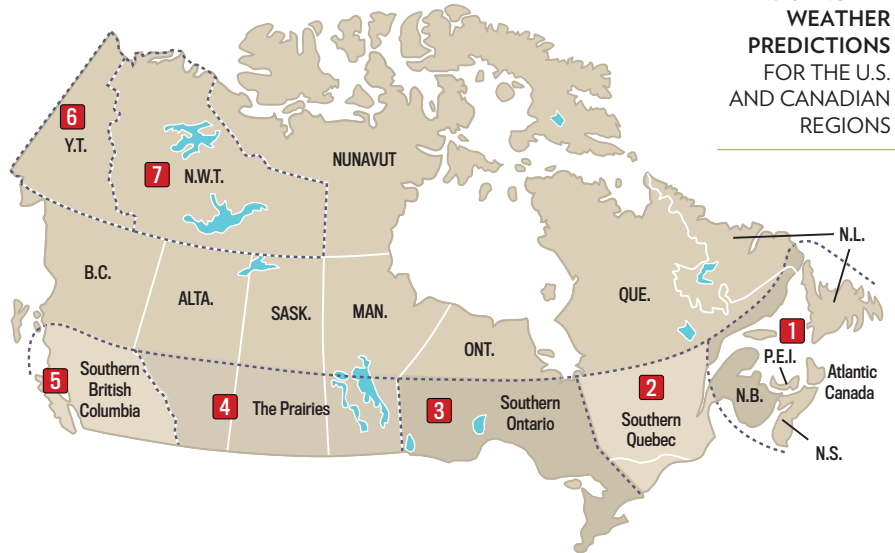 WEATHER
PREDICTIONS
FOR THE U.S.
AND CANADIAN
REGIONS
6
Y.T.
7
N.W.T.
NUNAVUT
B.C.
ALTA.
SASK.
MAN.
ONT.
QUE.
N.L.
1
P.E.I.
Atlantic
Canada
N.B.
N.S.
5
Southern
British
Columbia
4
The Prairies
3
Southern
Ontario
2
Southern
Quebec